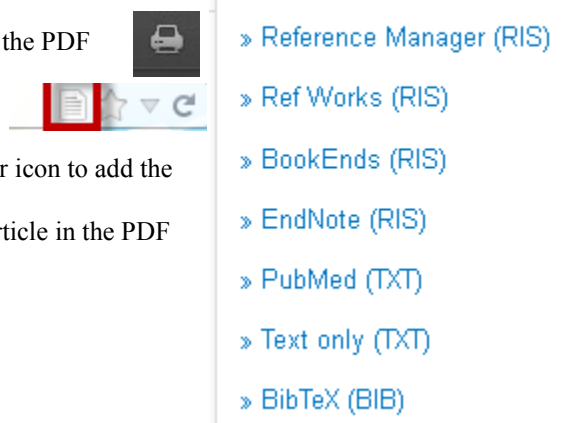 the PDF
r icon to add the
rticle in the PDF
» Reference Manager (RIS)
» Ref Works (RIS)
» BookEnds (RIS)
» EndNote (RIS)
» PubMed (TXT)
» Text only (TXT)
» BibTeX (BIB)